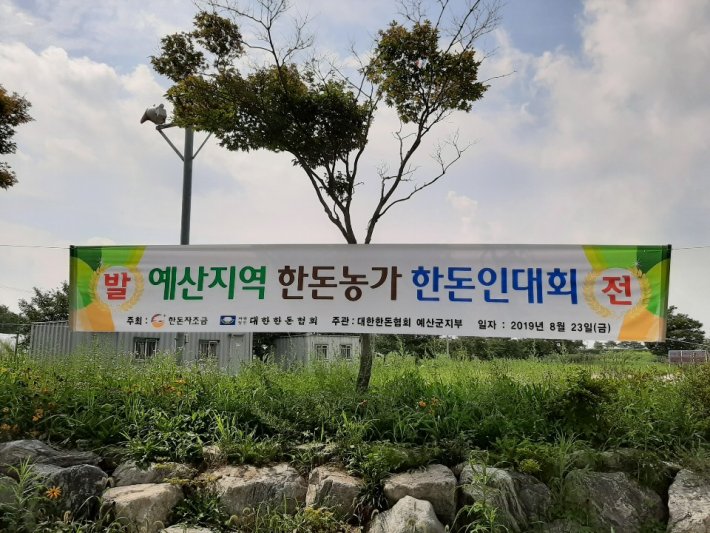 발 예산지역 한돈농가 한돈인대회 전
주최 : 한돈자조금 대한한돈협회 주관 : 대한한돈협회 예산군지부 일자 : 2019년 8월 23일(금)